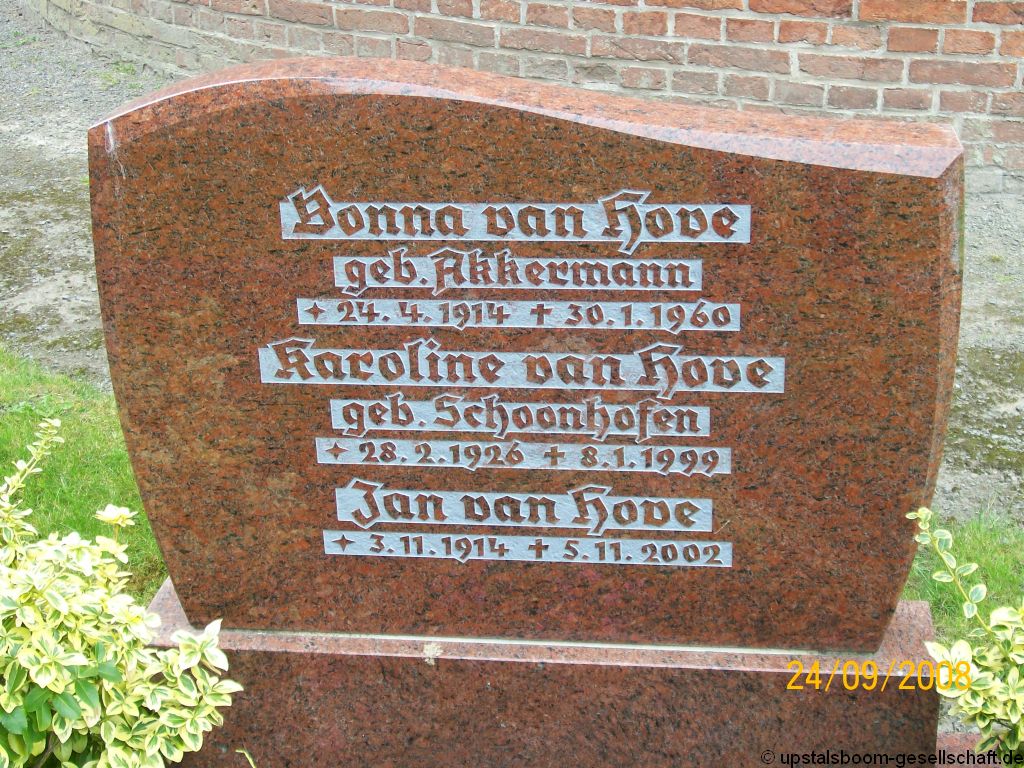 Bonna van Hove
geb. Akkermann
✦ 24. 4. 1914 ✝ 30. 1. 1960
Karoline van Hove
geb. Schoonhofen
✦ 28. 2. 1926 ✝ 8. 1. 1999
Jan van Hove
✦ 3. 11. 1914 ✝ 5. 11. 2002
24/09/2008
© upstalsboom-gesellschaft.de